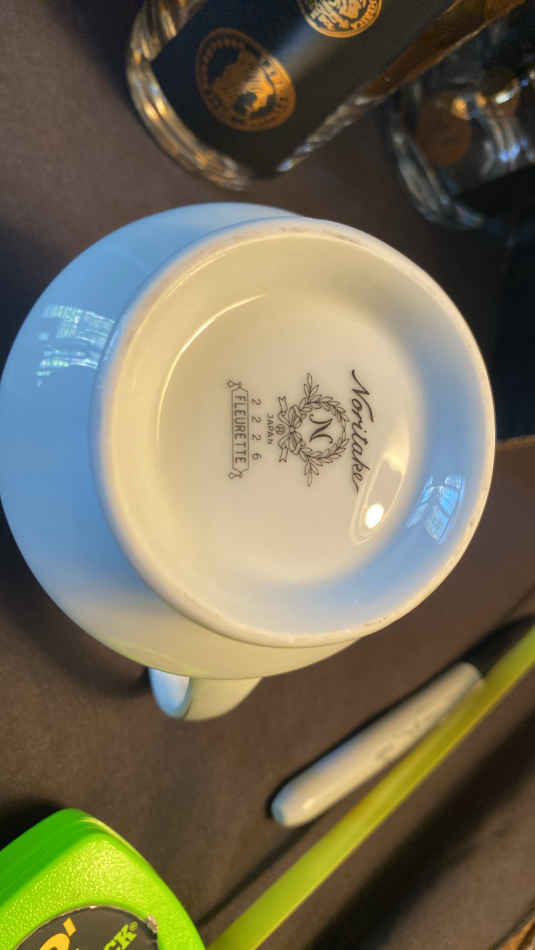 Noritake
N
®
JAPAN
2226
FLEURETTE